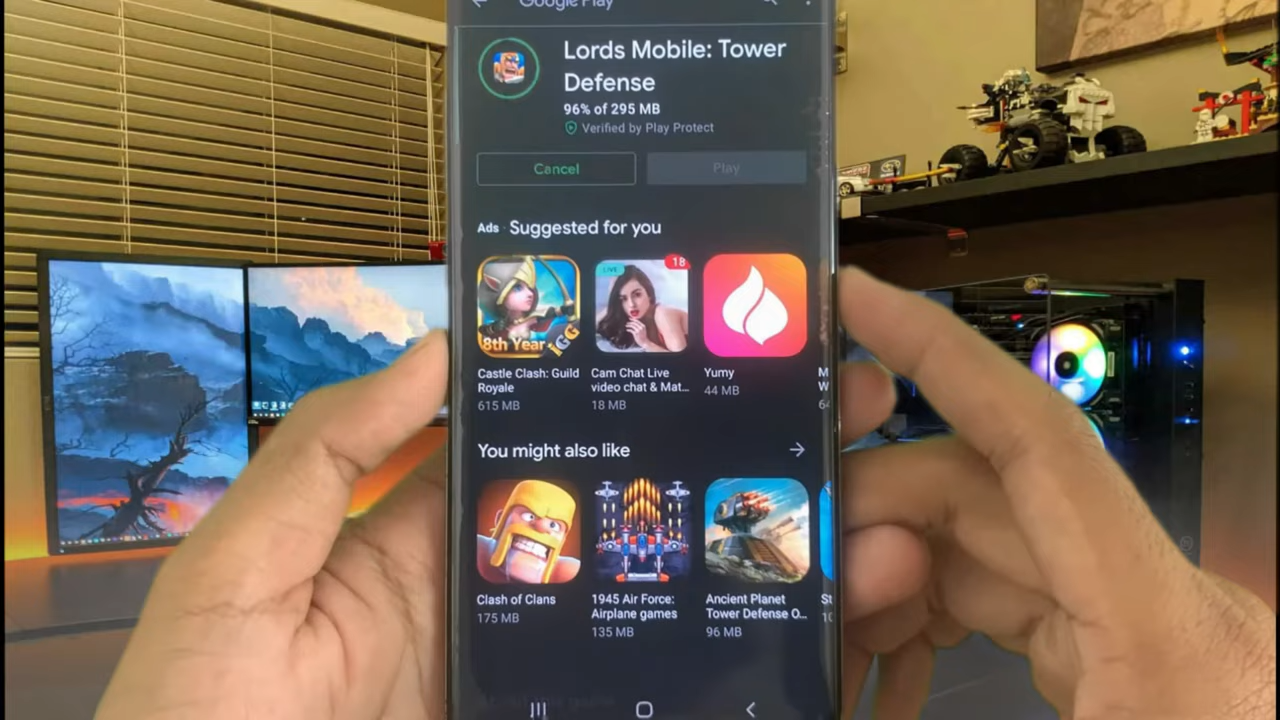 Google Play
Lords Mobile: Tower
Defense
96% of 295 MB
Verified by Play Protect
Cancel
Play
Ads · Suggested for you
8th Year
IGG
LIVE
18
Castle Clash: Guild
Royale
615 MB
Cam Chat Live
video chat & Mat...
18 MB
Yumy
44 MB
M
W
64
You might also like
Clash of Clans
175 MB
1945 Air Force:
Airplane games
135 MB
Ancient Planet
Tower Defense O...
96 MB
St